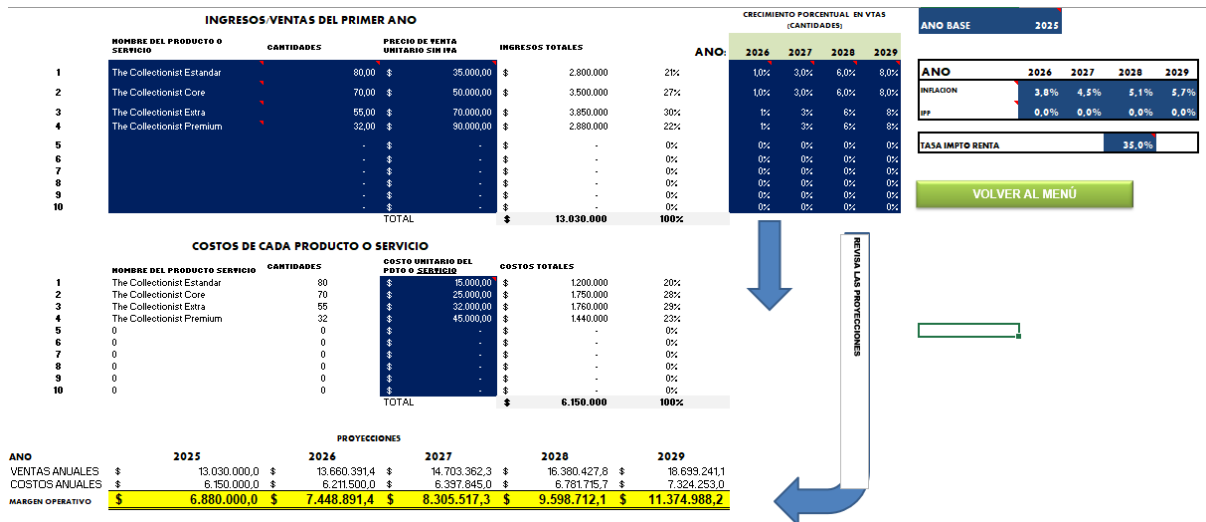 INGRESOS/VENTAS DEL PRIMER ANO
NOMBRE DEL PRODUCTO O SERVICIO CANTIDADES PRECIO DE VENTA UNITARIO SIN IVA INGRESOS TOTALES
1 The Collectionist Estandar 80,00 $ 35.000,00 $ 2.800.000 21%
2 The Collectionist Core 70,00 $ 50.000,00 $ 3.500.000 27%
3 The Collectionist Extra 55,00 $ 70.000,00 $ 3.850.000 30%
4 The Collectionist Premium 32,00 $ 90.000,00 $ 2.880.000 22%
5 - $ - $ - 0%
6 - $ - $ - 0%
7 - $ - $ - 0%
8 - $ - $ - 0%
9 - $ - $ - 0%
10 - $ - $ - 0%
TOTAL $ 13.030.000 100%
CRECIMIENTO PORCENTUAL EN VTAS
(CANTIDADES)
ANO: 2026 2027 2028 2029
1,0% 3,0% 6,0% 8,0%
1,0% 3,0% 6,0% 8,0%
1% 3% 6% 8%
1% 3% 6% 8%
0% 0% 0% 0%
0% 0% 0% 0%
0% 0% 0% 0%
0% 0% 0% 0%
0% 0% 0% 0%
0% 0% 0% 0%
ANO BASE 2025
ANO 2026 2027 2028 2029
INFLACION 3,8% 4,5% 5,1% 5,7%
IPP 0,0% 0,0% 0,0% 0,0%
TASA IMPTO RENTA 35,0%
VOLVER AL MENÚ
COSTOS DE CADA PRODUCTO O SERVICIO
NOMBRE DEL PRODUCTO SERVICIO CANTIDADES COSTO UNITARIO DEL PDTO O SERVICIO COSTOS TOTALES
1 The Collectionist Estandar 80 $ 15.000,00 $ 1.200.000 20%
2 The Collectionist Core 70 $ 25.000,00 $ 1.750.000 28%
3 The Collectionist Extra 55 $ 32.000,00 $ 1.760.000 29%
4 The Collectionist Premium 32 $ 45.000,00 $ 1.440.000 23%
5 0 0 $ - $ - 0%
6 0 0 $ - $ - 0%
7 0 0 $ - $ - 0%
8 0 0 $ - $ - 0%
9 0 0 $ - $ - 0%
10 0 0 $ - $ - 0%
TOTAL $ 6.150.000 100%
REVISA LAS PROYECCIONES
PROYECCIONES
ANO 2025 2026 2027 2028 2029
VENTAS ANUALES $ 13.030.000,0 $ 13.660.391,4 $ 14.703.362,3 $ 16.380.427,8 $ 18.699.241,1
COSTOS ANUALES $ 6.150.000,0 $ 6.211.500,0 $ 6.397.845,0 $ 6.781.715,7 $ 7.324.253,0
MARGEN OPERATIVO $ 6.880.000,0 $ 7.448.891,4 $ 8.305.517,3 $ 9.598.712,1 $ 11.374.988,2